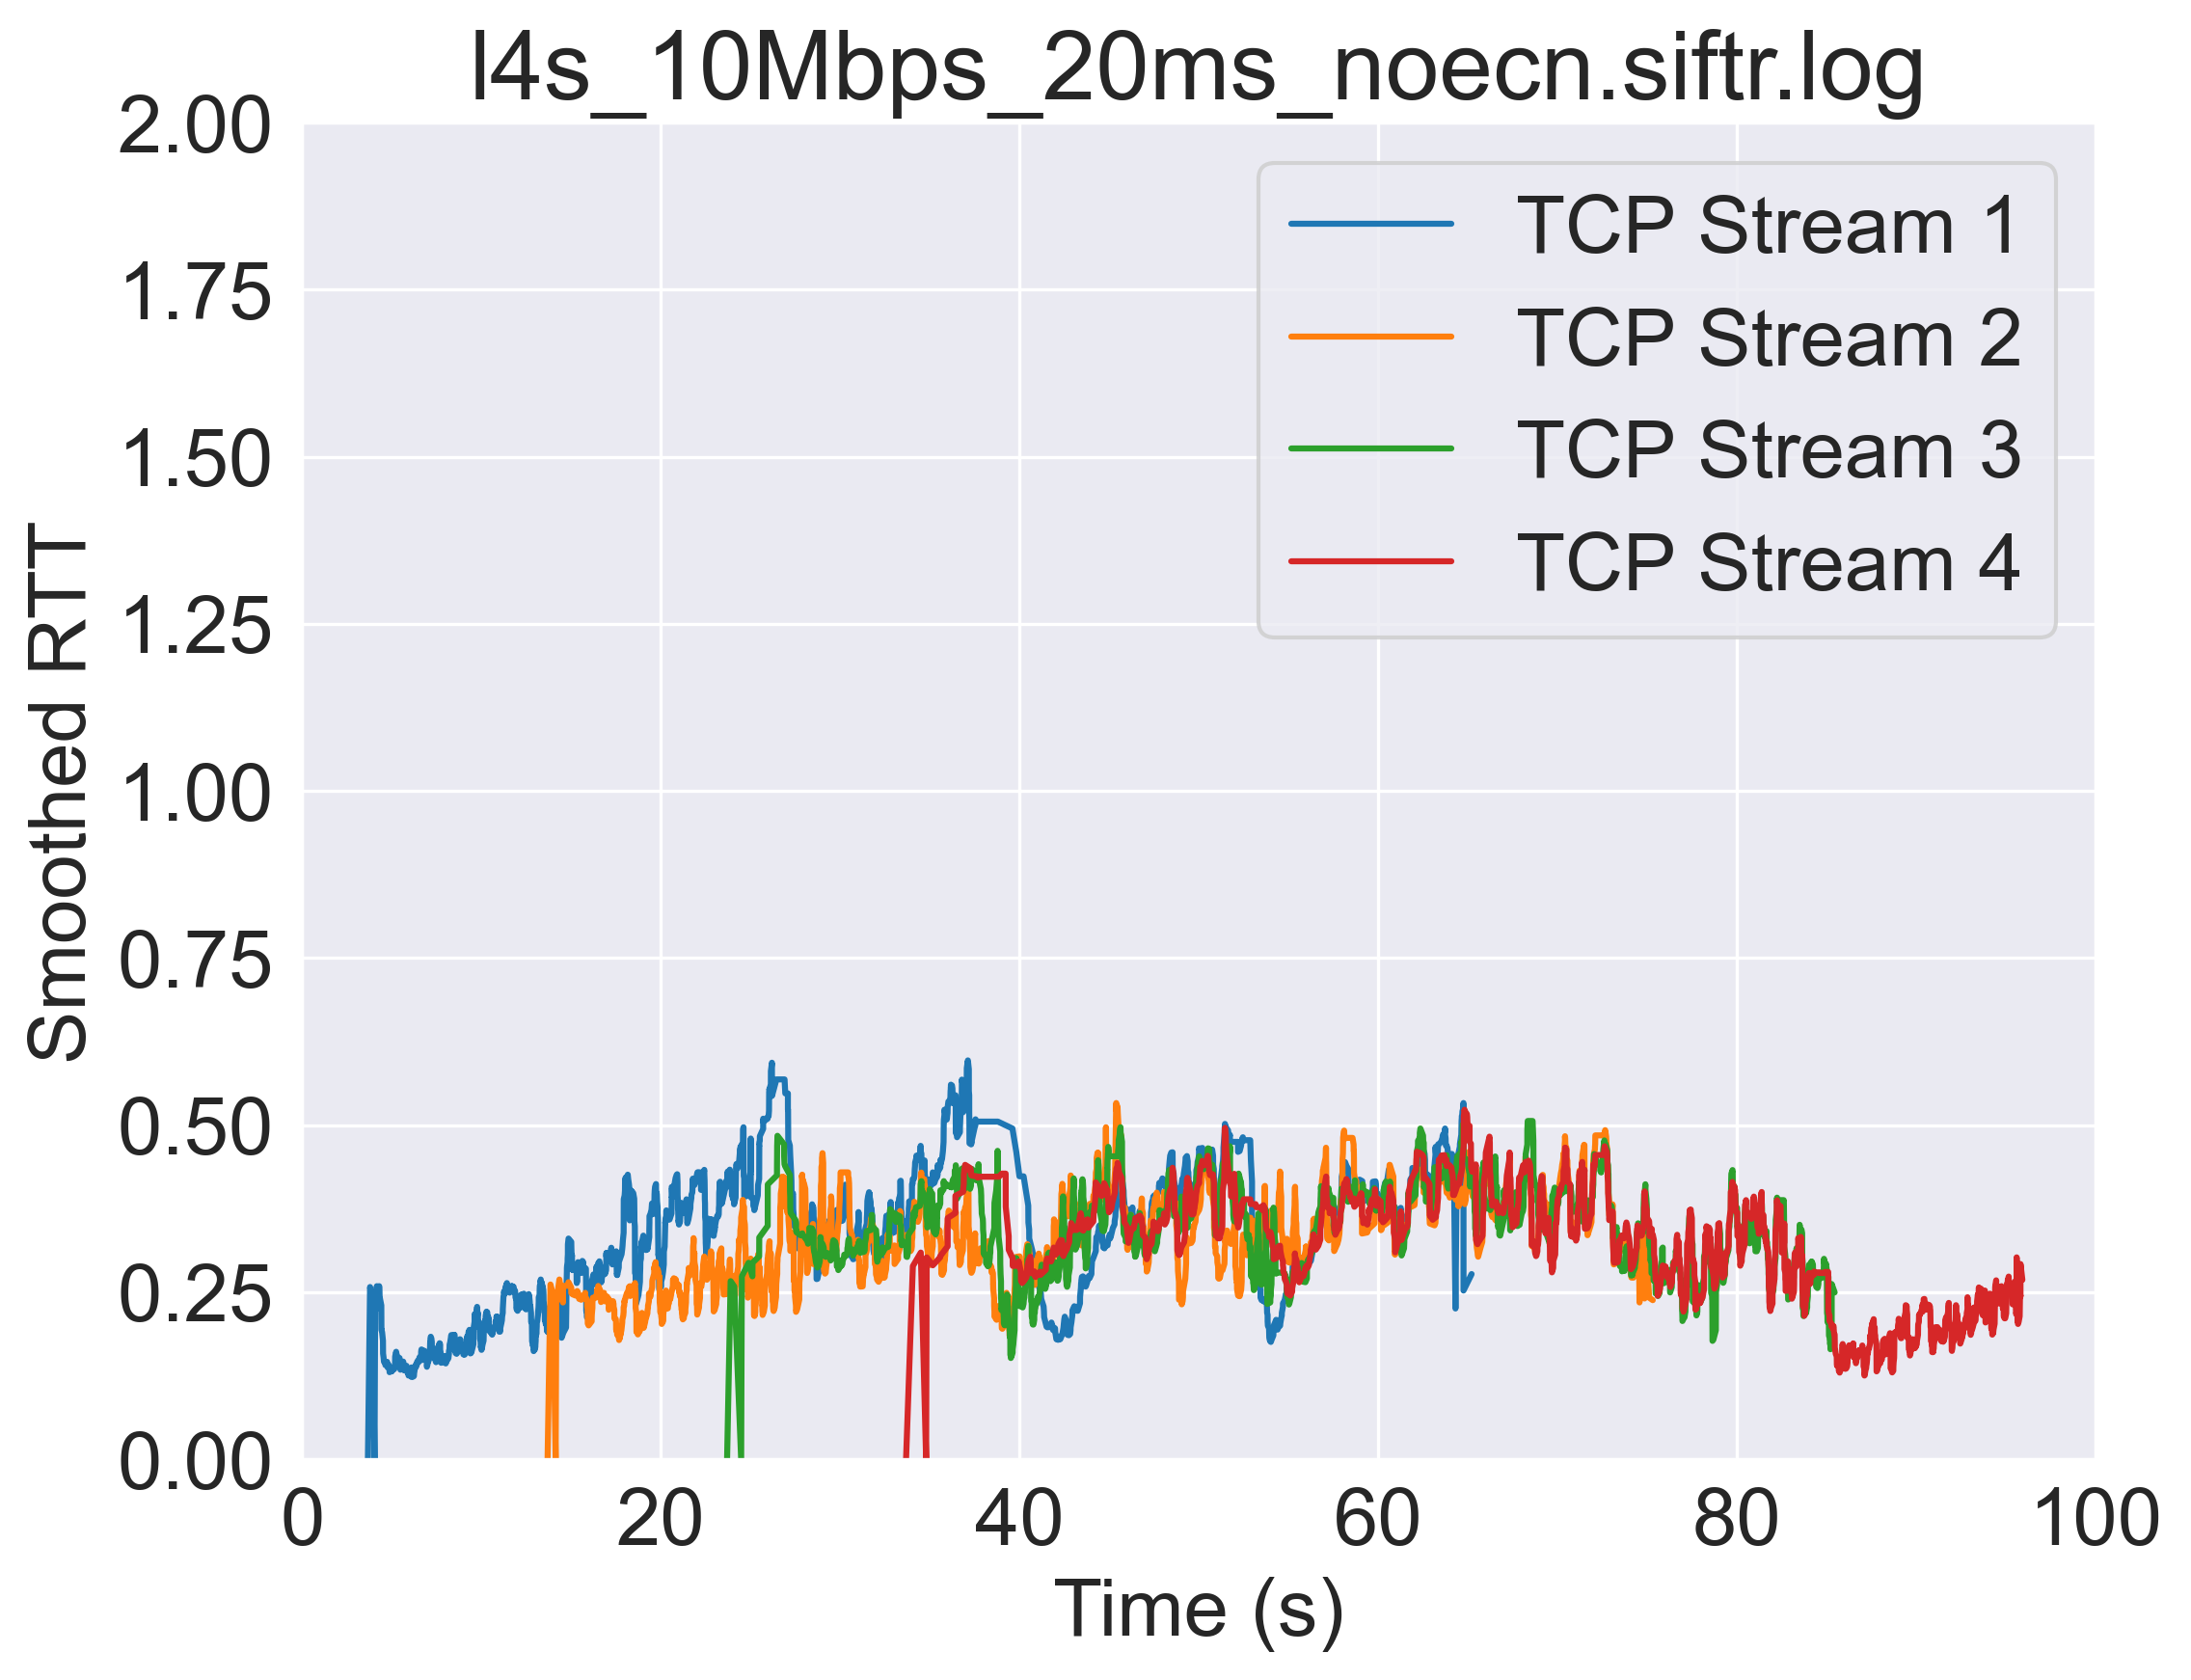 l4s_10Mbps_20ms_noecn.siftr.log
2.00
1.75
1.50
1.25
1.00
0.75
0.50
0.25
0.00
Smoothed RTT
TCP Stream 1
TCP Stream 2
TCP Stream 3
TCP Stream 4
0 20 40 60 80 100
Time (s)